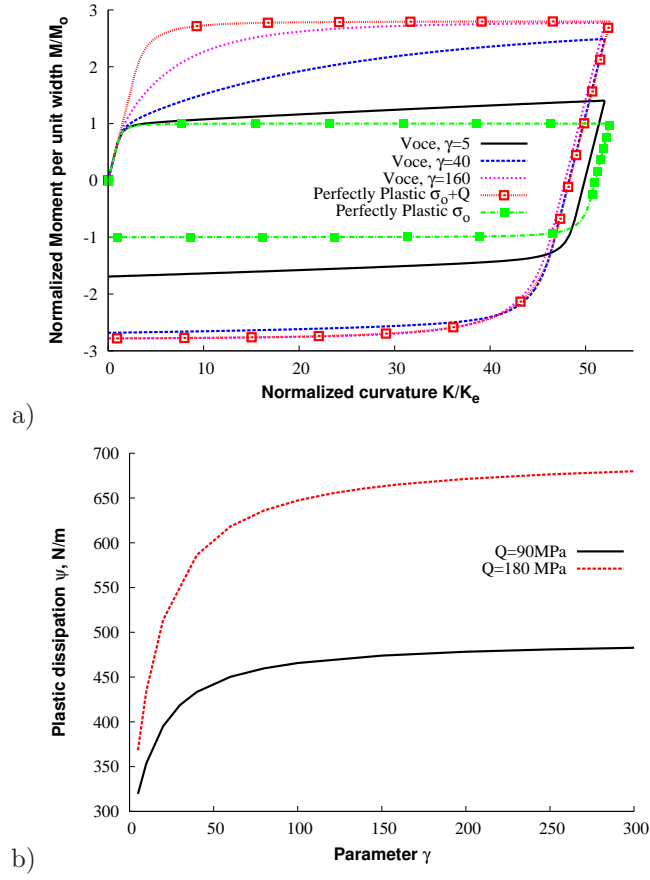 Normalized Moment per unit width M/Mo
3
2
1
0
-1
-2
-3
0
10
20
30
40
50
Voce, γ=5
Voce, γ=40
Voce, γ=160
Perfectly Plastic σo+Q
Perfectly Plastic σo
Normalized curvature K/Ke
a)
Plastic dissipation ψ, N/m
700
650
600
550
500
450
400
350
300
Q=90MPa
Q=180 MPa
0
50
100
150
200
250
300
Parameter γ
b)